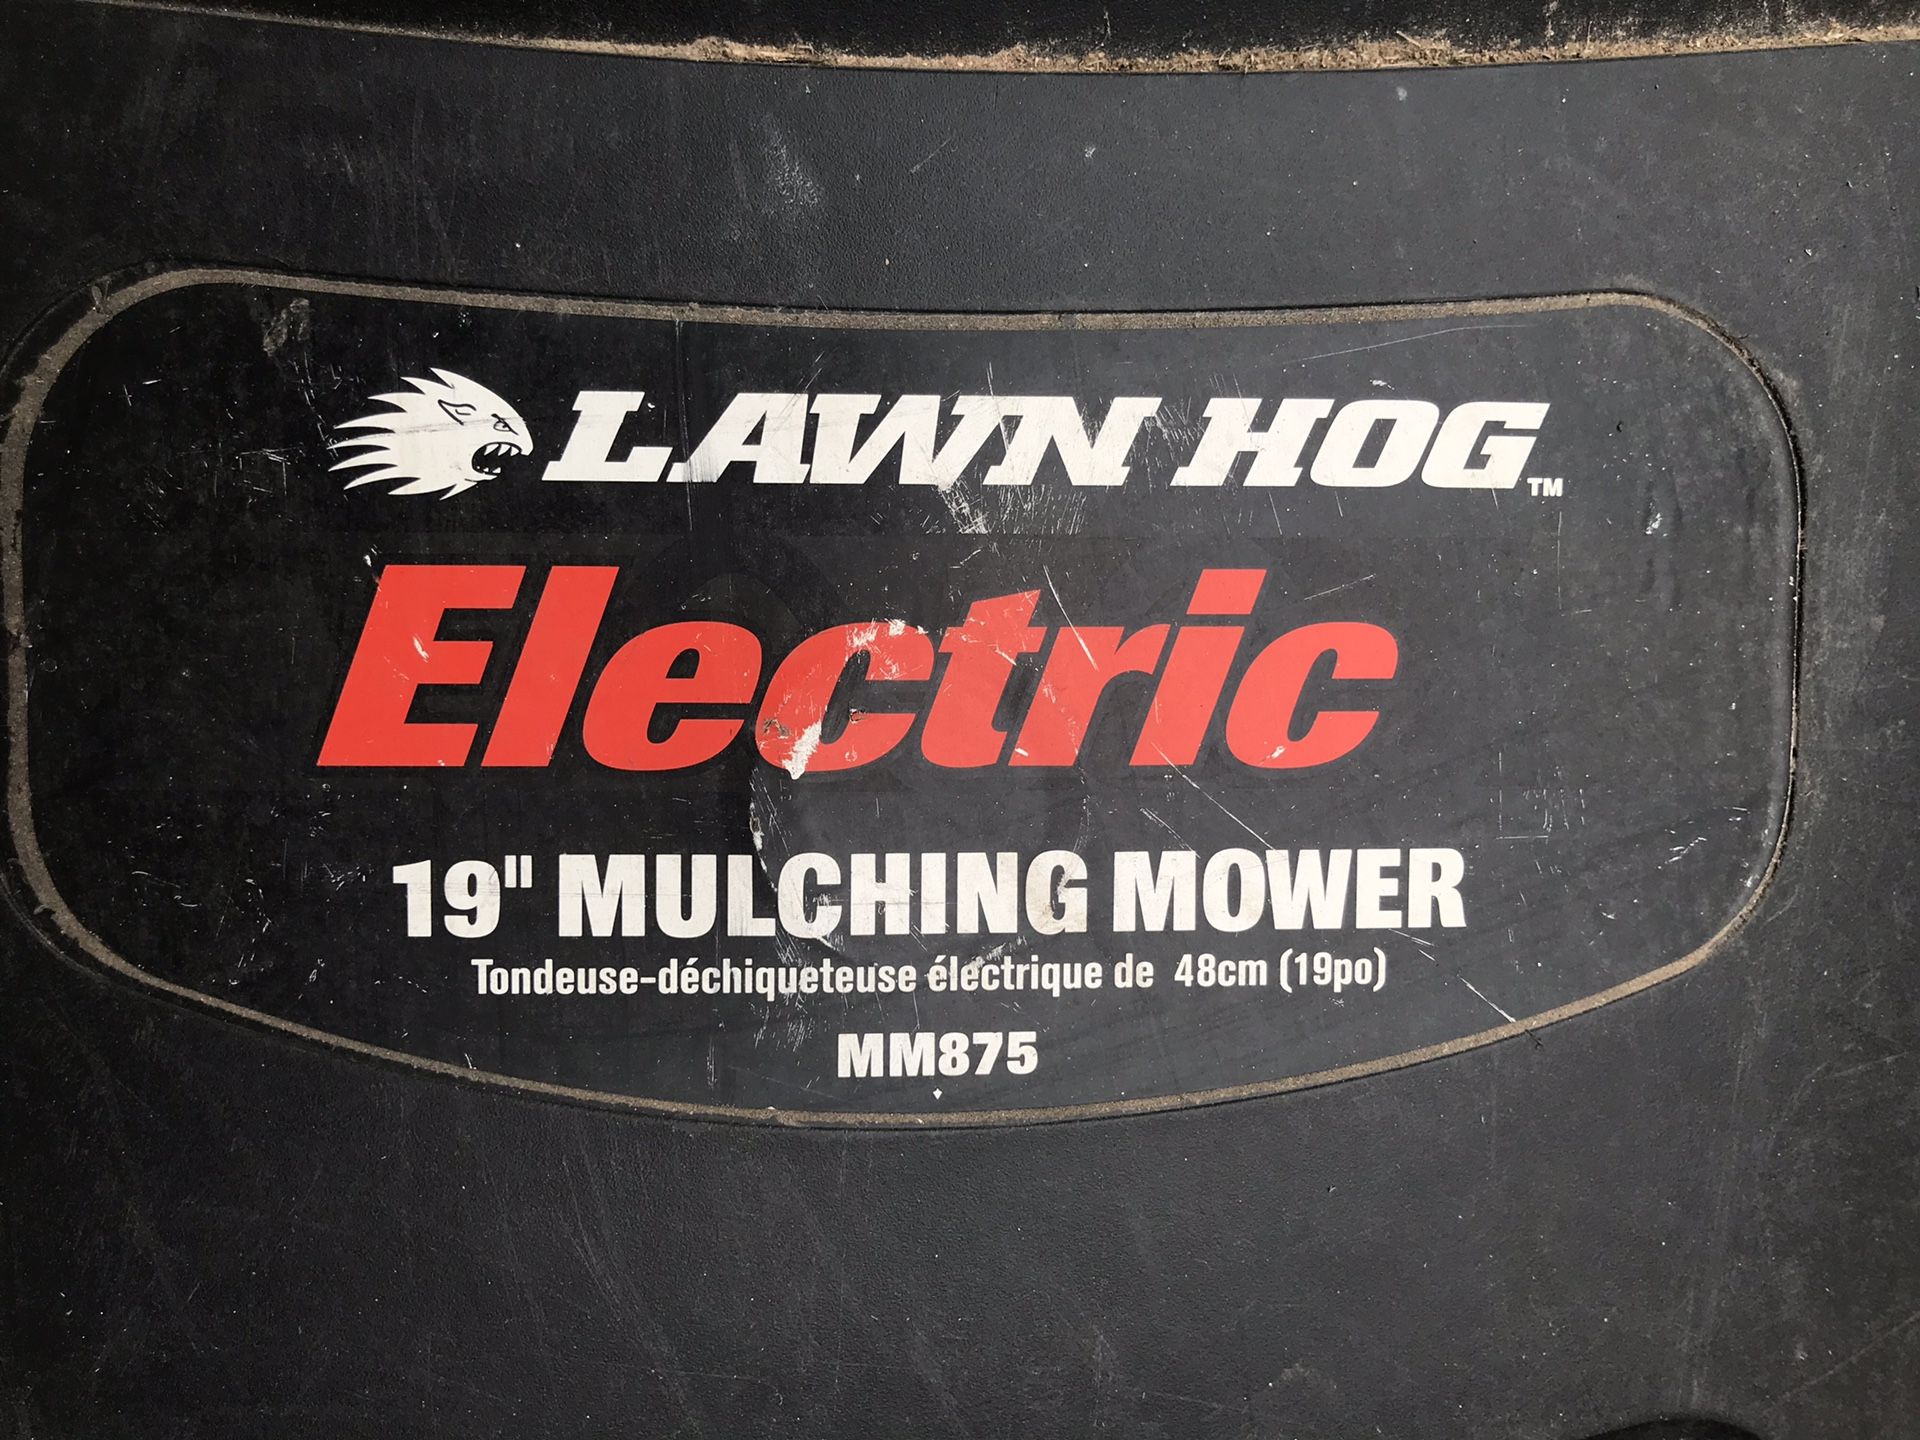 LAWN HOG™
Electric
19" MULCHING MOWER
Tondeuse-déchiqueteuse électrique de 48cm (19po)
MM875